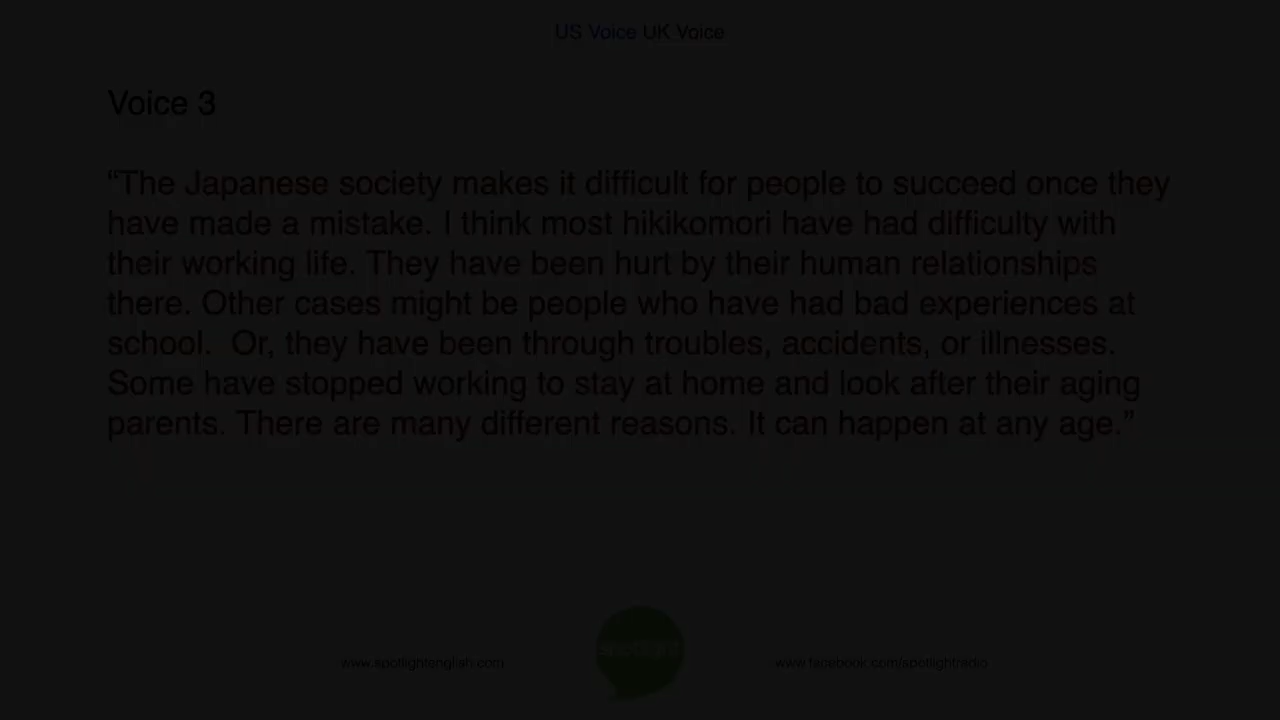 US Voice UK Voice
Voice 3
“The Japanese society makes it difficult for people to succeed once they
have made a mistake. I think most hikikomori have had difficulty with
their working life. They have been hurt by their human relationships
there. Other cases might be people who have had bad experiences at
school.  Or, they have been through troubles, accidents, or illnesses.
Some have stopped working to stay at home and look after their aging
parents. There are many different reasons. It can happen at any age.”
spotlight
www.spotlightenglish.com
www.facebook.com/spotlightradio